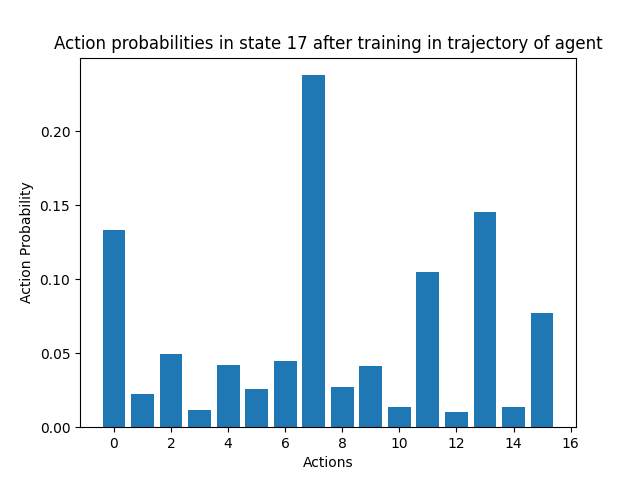 Action probabilities in state 17 after training in trajectory of agent
0.20
0.15
0.10
0.05
0.00
Action Probability
0 2 4 6 8 10 12 14 16
Actions